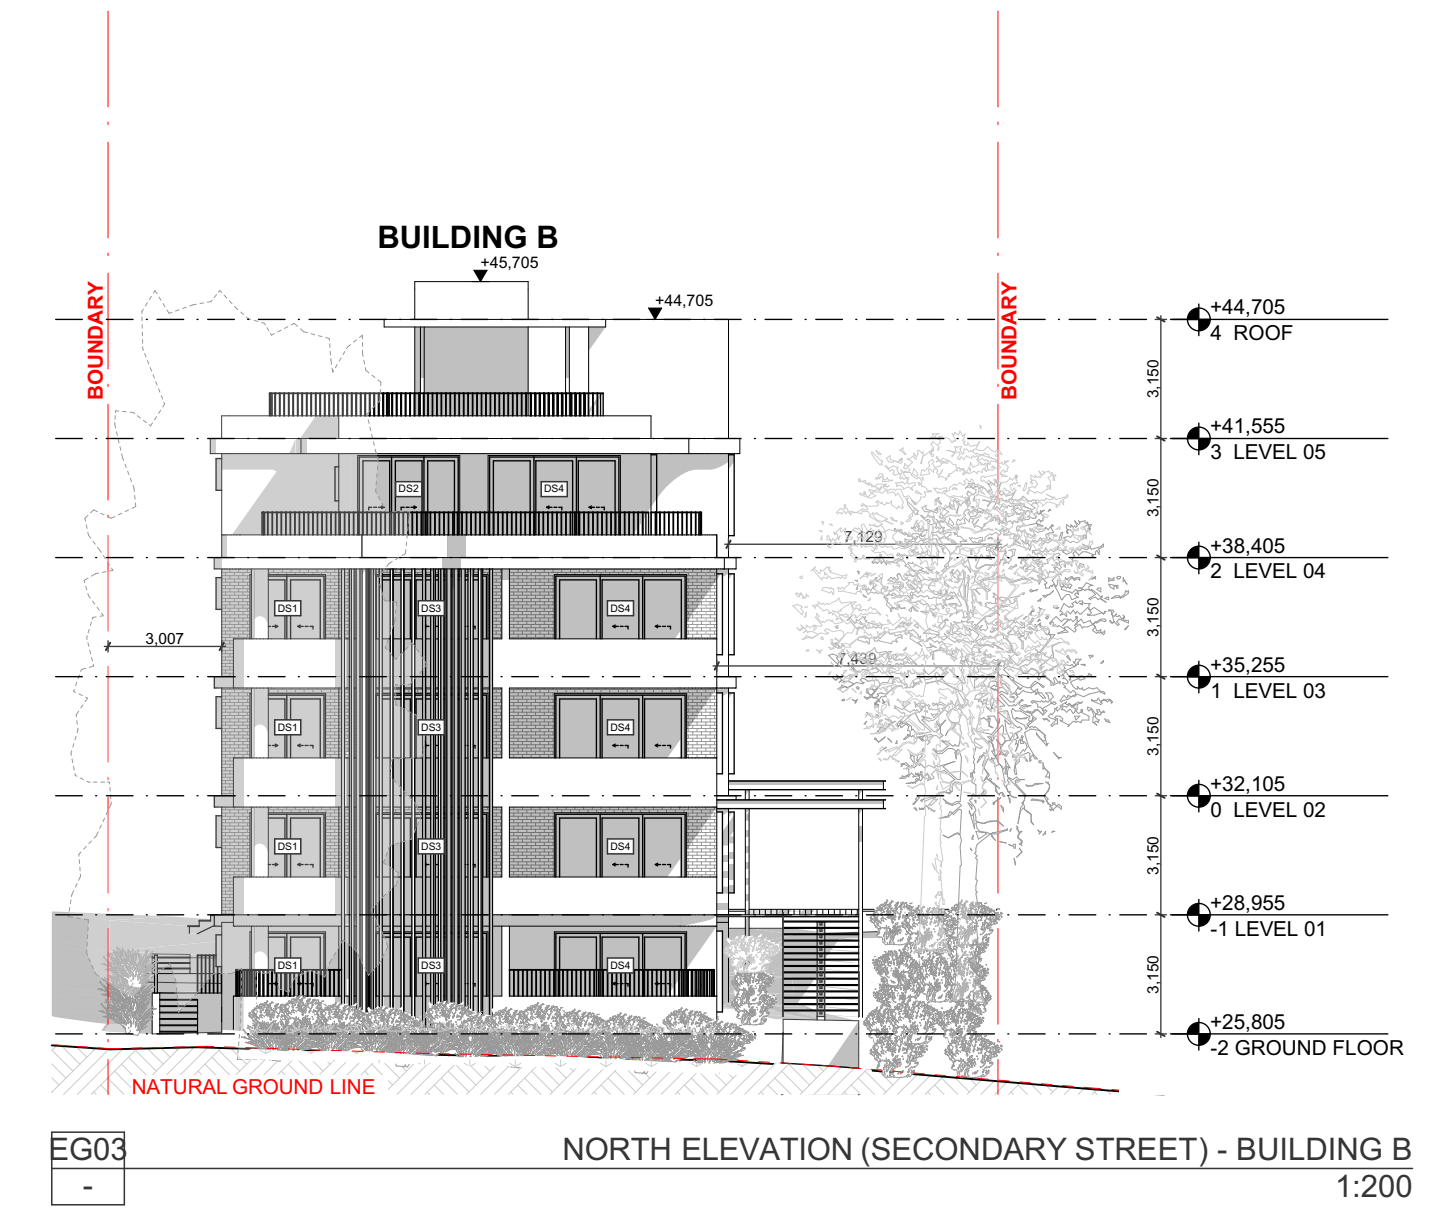 BUILDING B
+45,705
+44,705
BOUNDARY
BOUNDARY
+44,705
4 ROOF
3,150
+41,555
3 LEVEL 05
DS2
DS4
3,150
7,129
+38,405
2 LEVEL 04
DS1
DS3
DS4
3,150
3,007
7,439
+35,255
1 LEVEL 03
DS1
DS3
DS4
3,150
+32,105
0 LEVEL 02
DS1
DS3
DS4
3,150
+28,955
-1 LEVEL 01
DS1
DS3
DS4
3,150
+25,805
-2 GROUND FLOOR
NATURAL GROUND LINE
EG03
-
NORTH ELEVATION (SECONDARY STREET) - BUILDING B
1:200